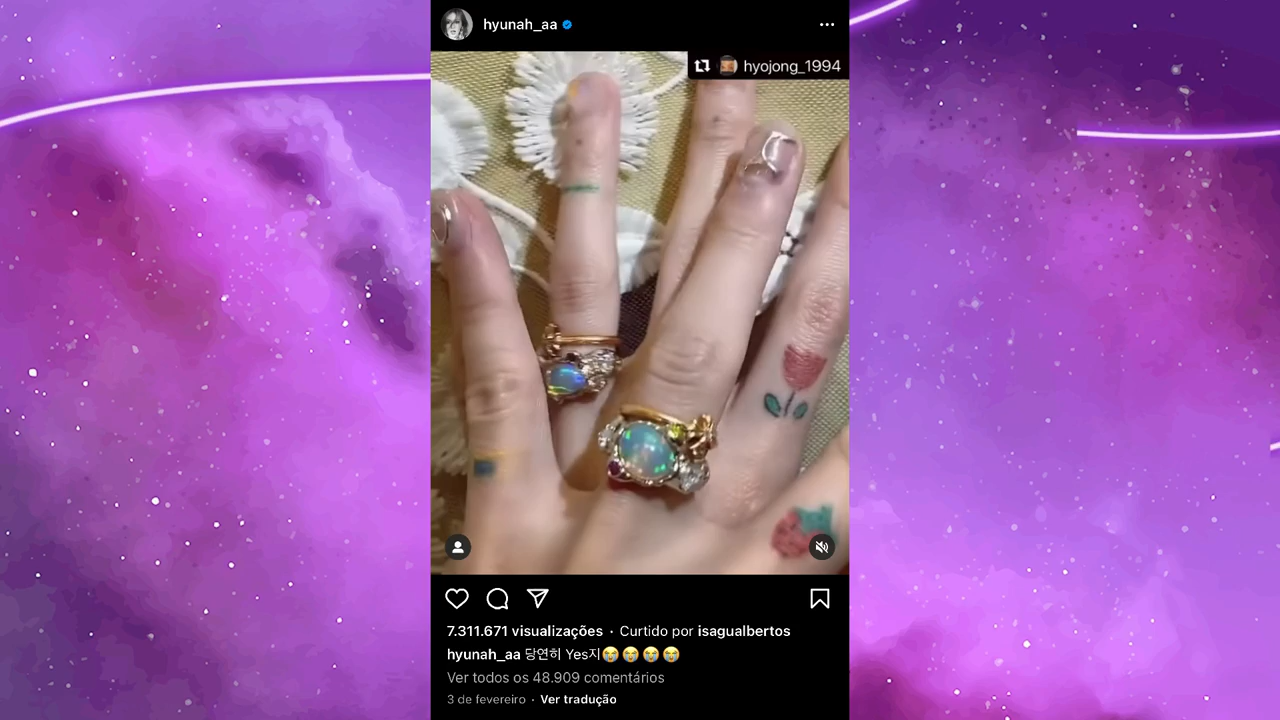 hyunah_aa
hyojong_1994
7.311.671 visualizações · Curtido por isagualbertos
hyunah_aa 당연히 Yes지😭😭😭😭
Ver todos os 48.909 comentários
3 de fevereiro · Ver tradução